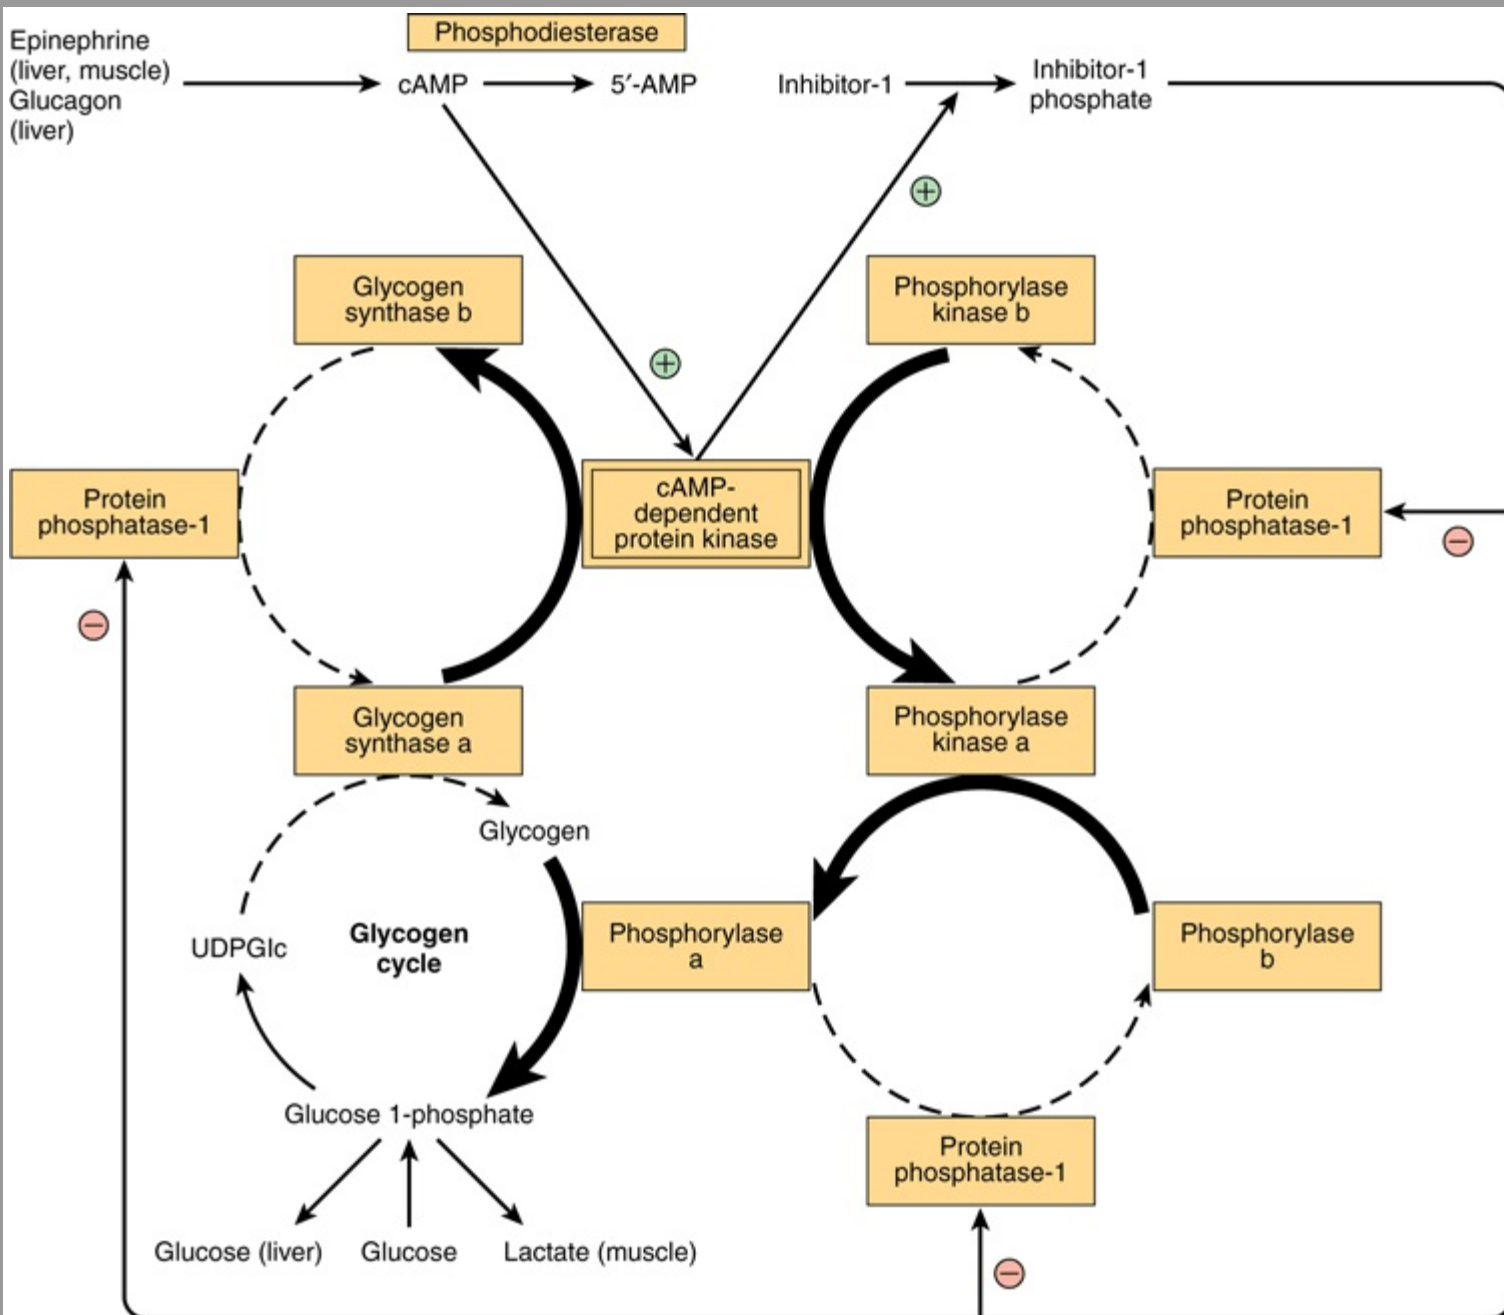 Phosphodiesterase
Epinephrine
(liver, muscle)
Glucagon
(liver)
cAMP
5′-AMP
Inhibitor-1
Inhibitor-1
phosphate
+
Glycogen
synthase b
Phosphorylase
kinase b
+
Protein
phosphatase-1
cAMP-
dependent
protein kinase
Protein
phosphatase-1
−
−
Glycogen
synthase a
Phosphorylase
kinase a
Glycogen
UDPGlc
Glycogen
cycle
Phosphorylase
a
Phosphorylase
b
Glucose 1-phosphate
Protein
phosphatase-1
Glucose (liver)
Glucose
Lactate (muscle)
−